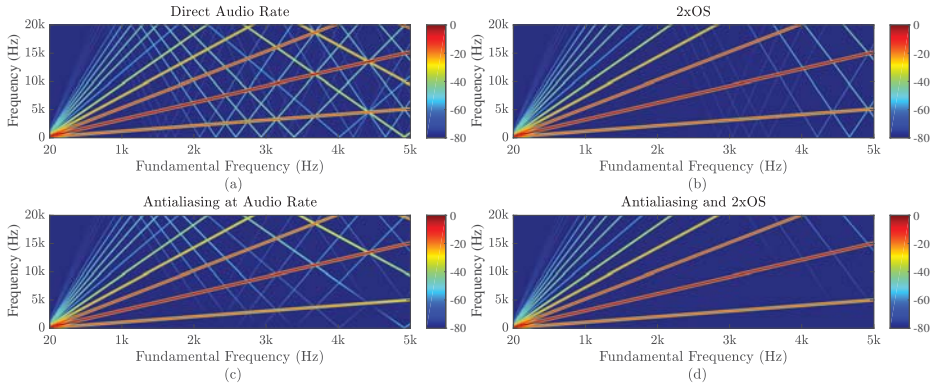 Direct Audio Rate
20k
15k
10k
5k
0
Frequency (Hz)
20
1k
2k
3k
4k
5k
Fundamental Frequency (Hz)
0
-20
-40
-60
-80
(a)
2xOS
20k
15k
10k
5k
0
Frequency (Hz)
20
1k
2k
3k
4k
5k
Fundamental Frequency (Hz)
0
-20
-40
-60
-80
(b)
Antialiasing at Audio Rate
20k
15k
10k
5k
0
Frequency (Hz)
20
1k
2k
3k
4k
5k
Fundamental Frequency (Hz)
0
-20
-40
-60
-80
(c)
Antialiasing and 2xOS
20k
15k
10k
5k
0
Frequency (Hz)
20
1k
2k
3k
4k
5k
Fundamental Frequency (Hz)
0
-20
-40
-60
-80
(d)